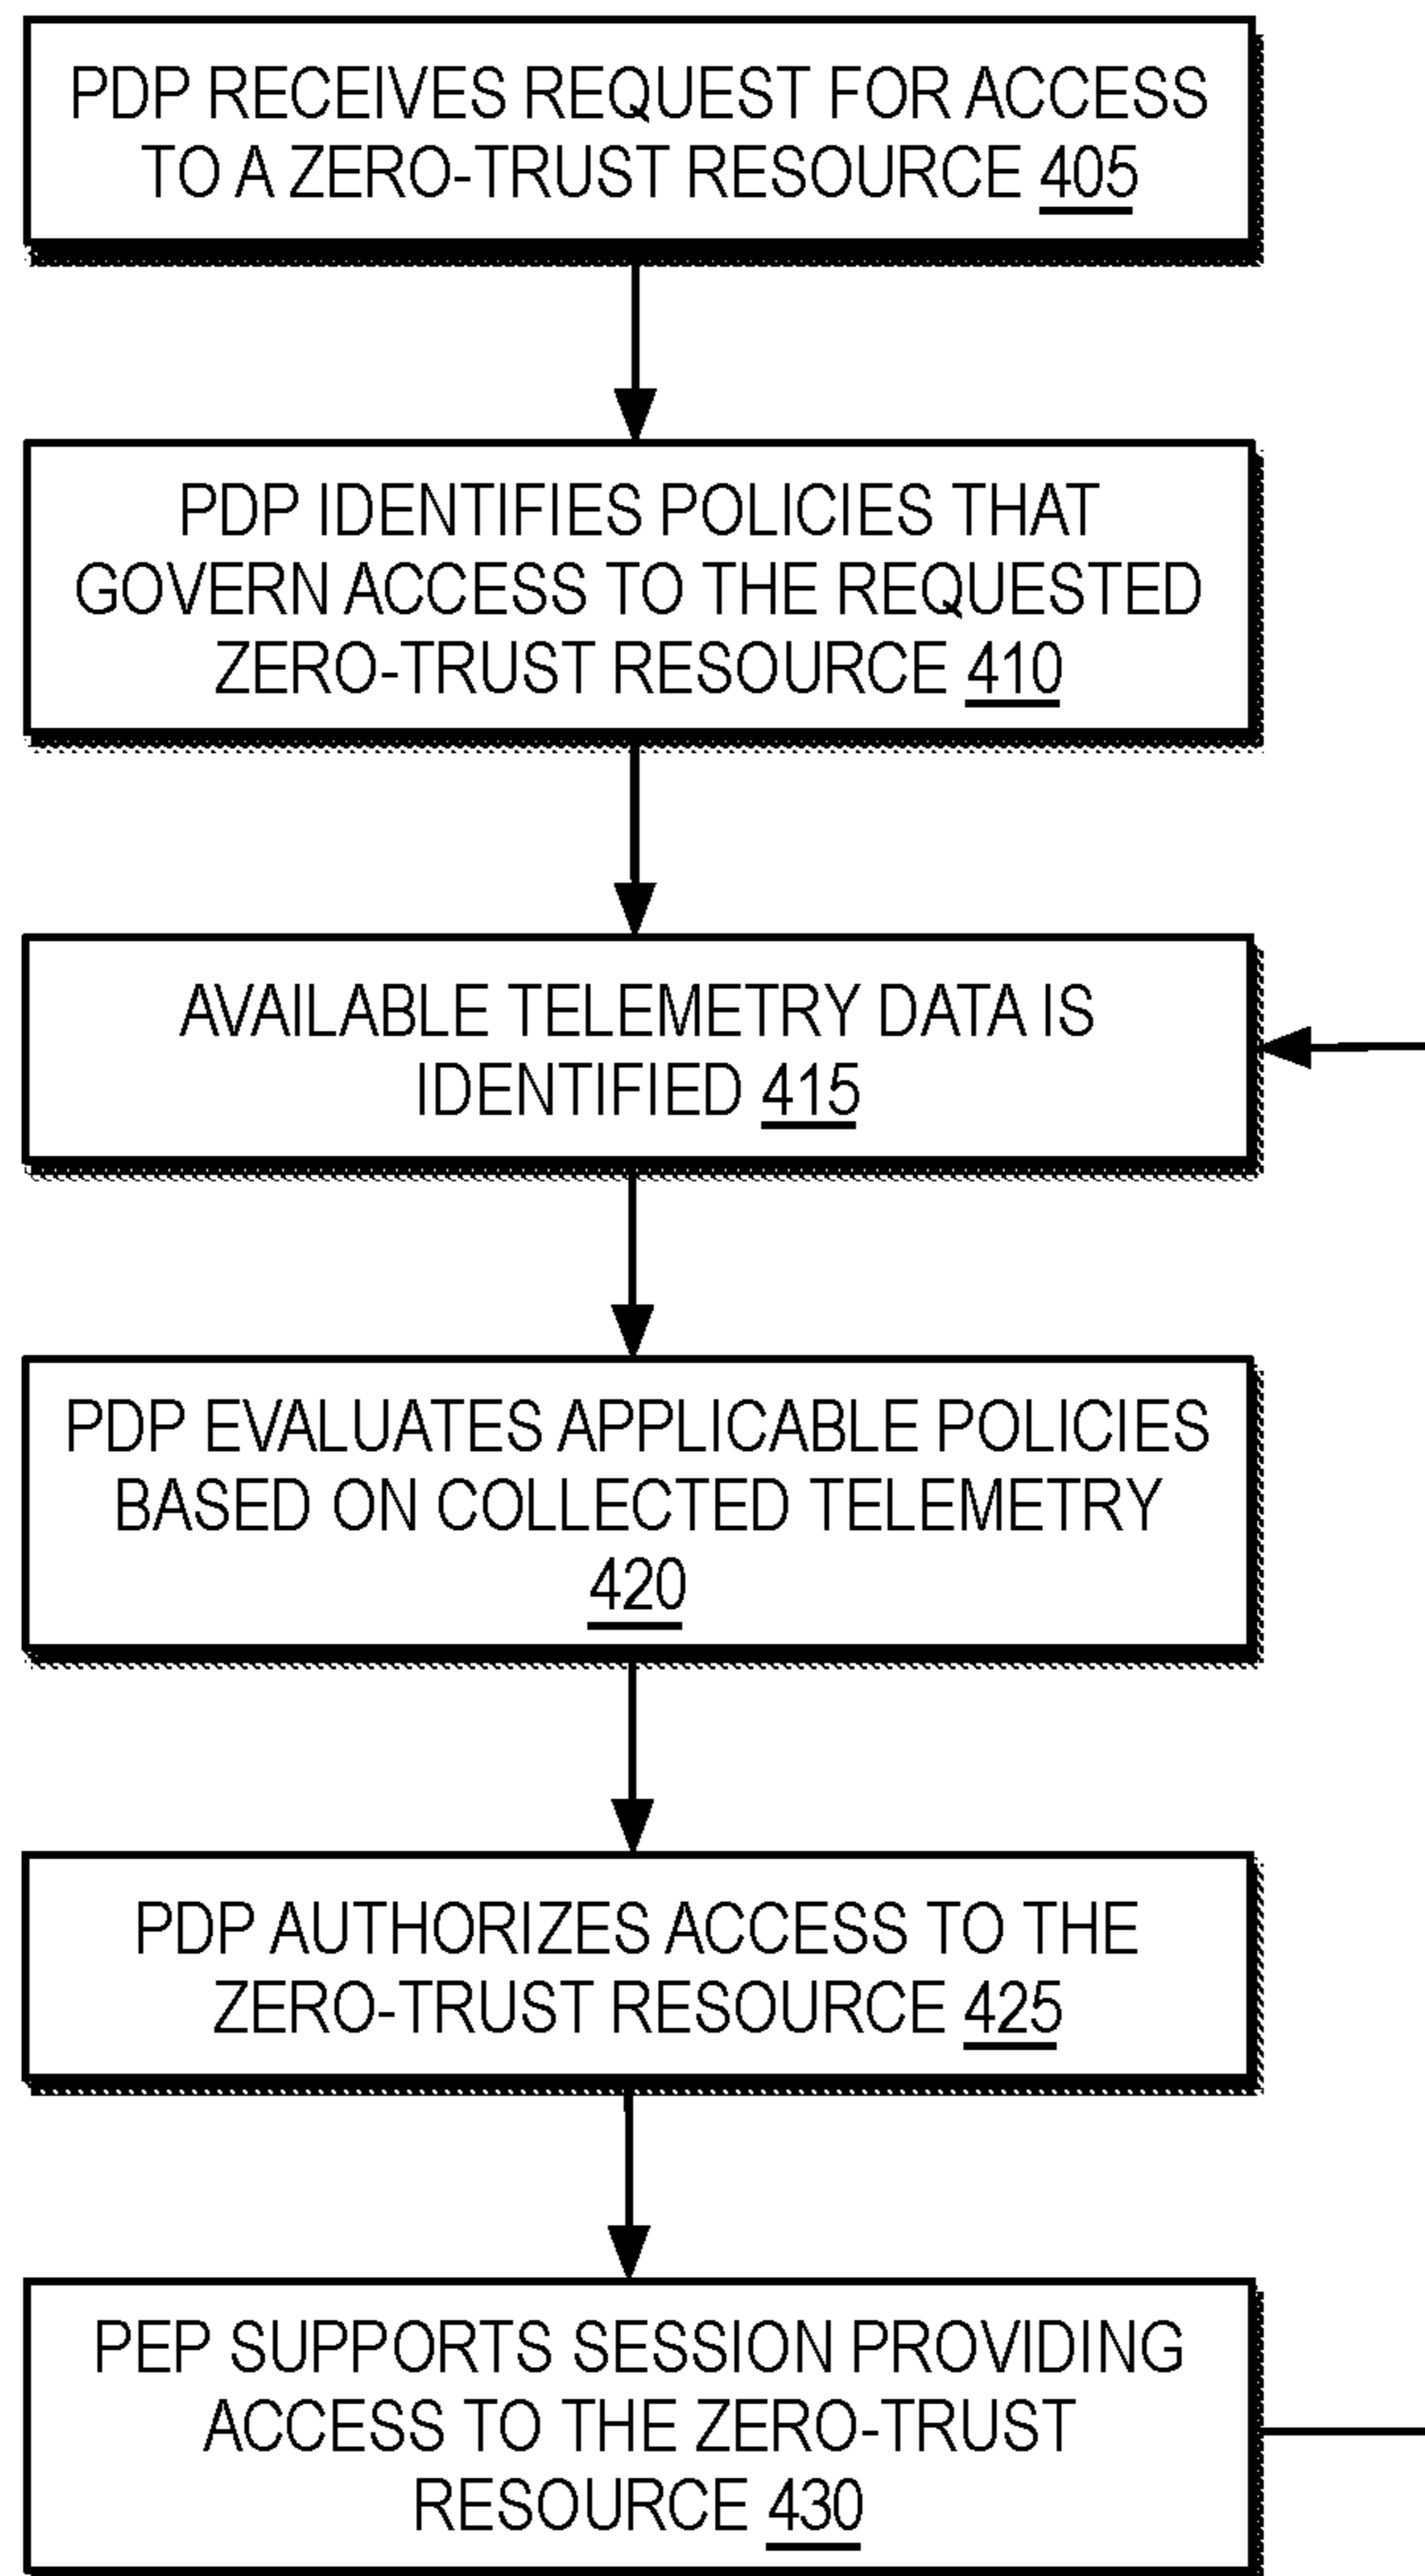 PDP RECEIVES REQUEST FOR ACCESS
TO A ZERO-TRUST RESOURCE 405
PDP IDENTIFIES POLICIES THAT
GOVERN ACCESS TO THE REQUESTED
ZERO-TRUST RESOURCE 410
AVAILABLE TELEMETRY DATA IS
IDENTIFIED 415
PDP EVALUATES APPLICABLE POLICIES
BASED ON COLLECTED TELEMETRY
420
PDP AUTHORIZES ACCESS TO THE
ZERO-TRUST RESOURCE 425
PEP SUPPORTS SESSION PROVIDING
ACCESS TO THE ZERO-TRUST
RESOURCE 430